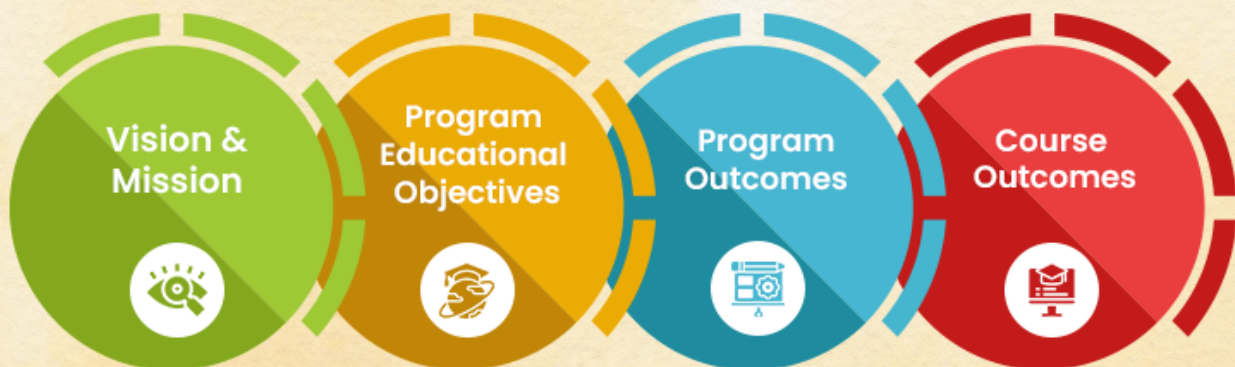 Vision &
Mission
Program
Educational
Objectives
Program
Outcomes
Course
Outcomes